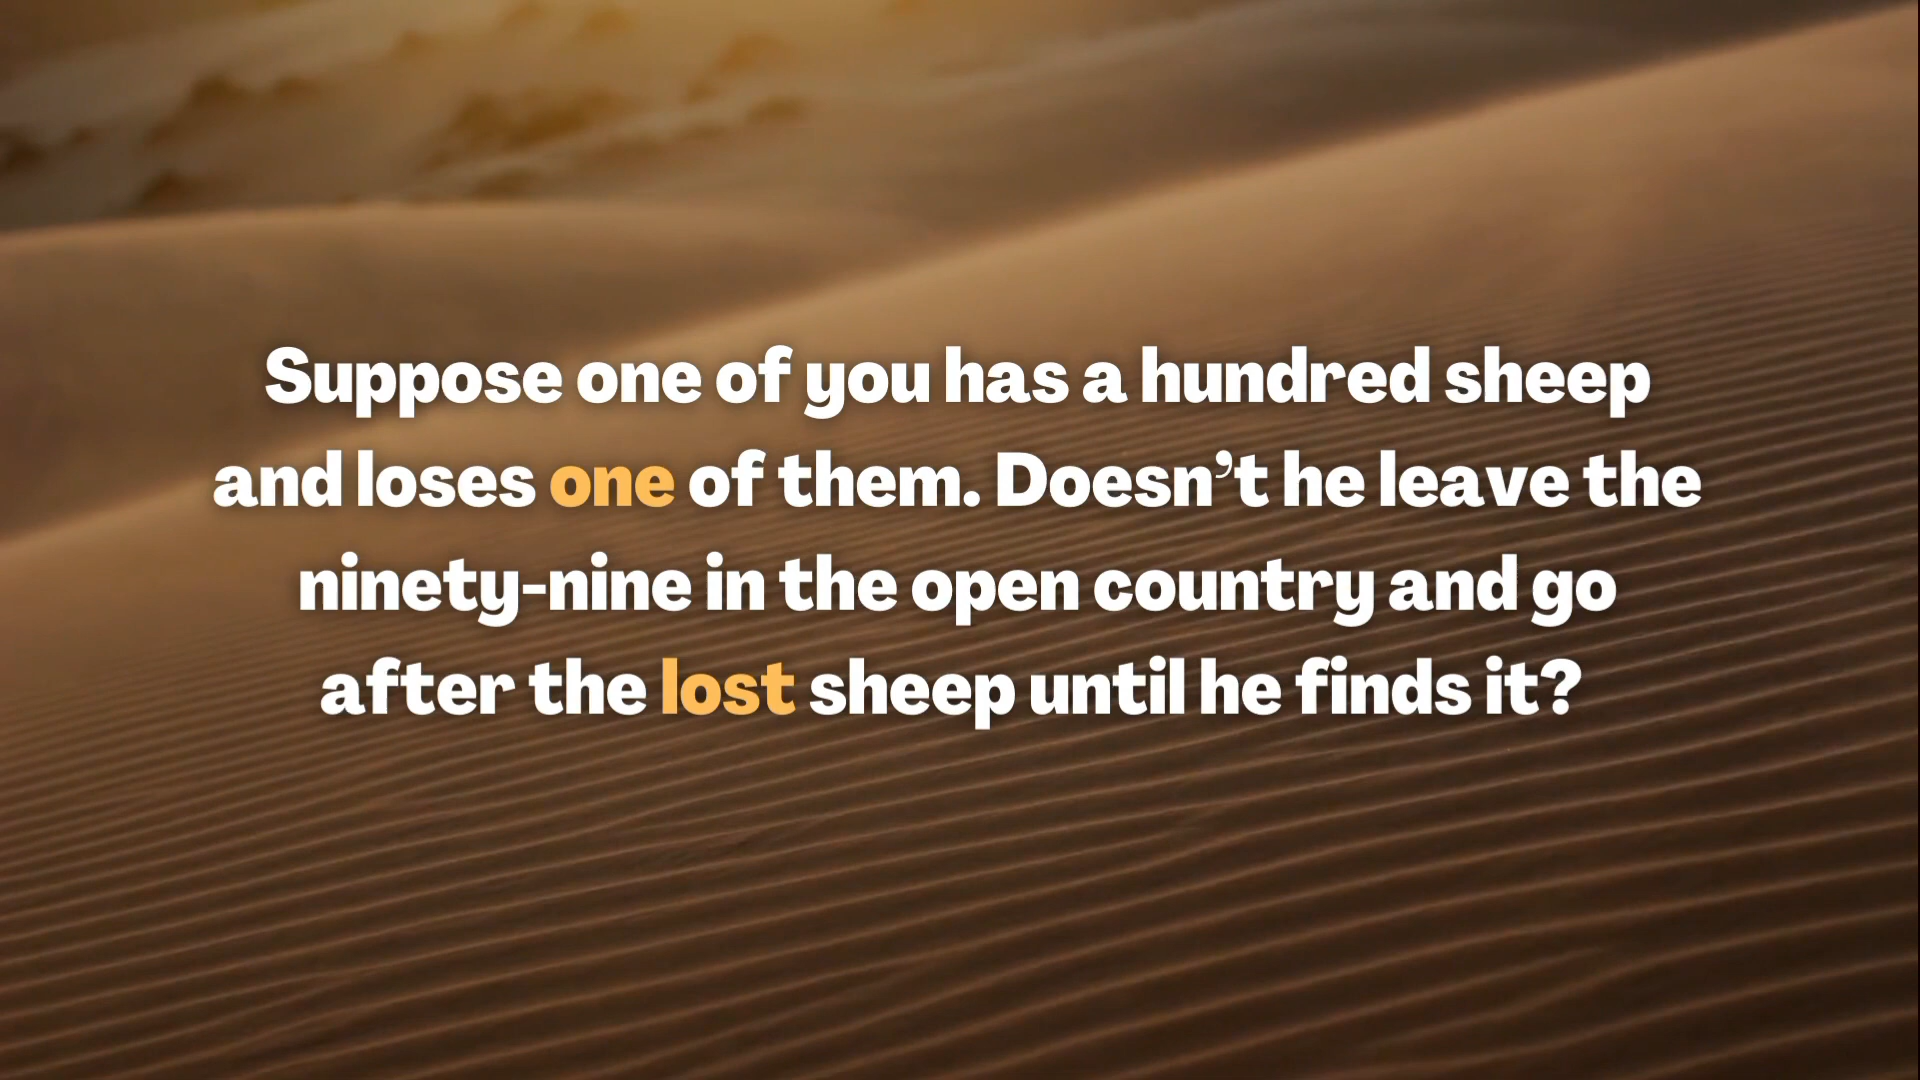 Suppose one of you has a hundred sheep
and loses one of them. Doesn’t he leave the
ninety-nine in the open country and go
after the lost sheep until he finds it?